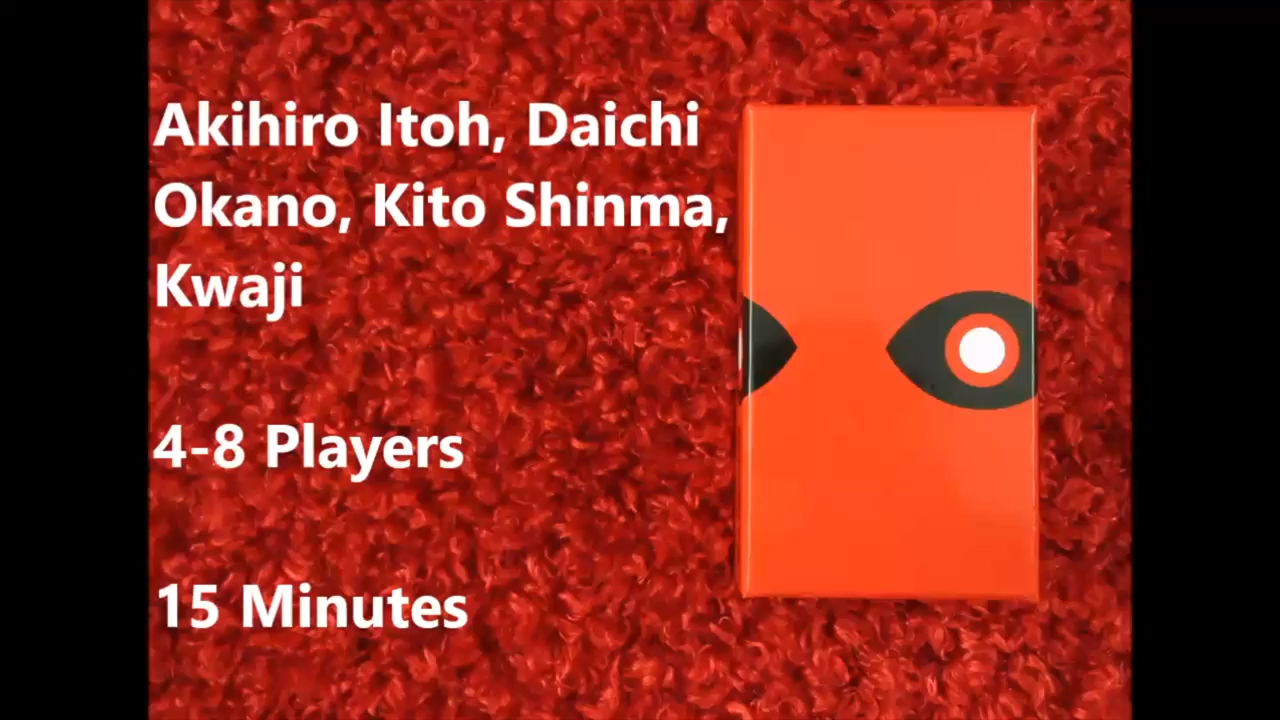 Akihiro Itoh, Daichi
Okano, Kito Shinma,
Kwaji
4-8 Players
15 Minutes